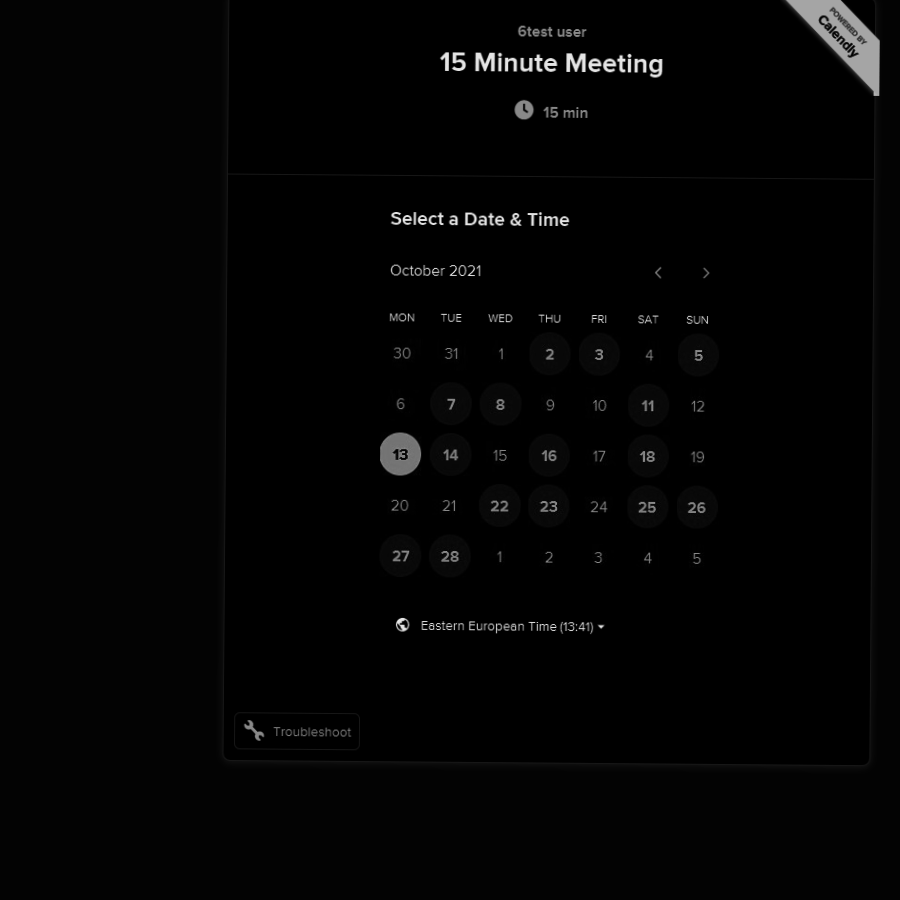 POWERED BY
Calendly
6test user
15 Minute Meeting
15 min
Select a Date & Time
October 2021
MON TUE WED THU FRI SAT SUN
30 31 1 2 3 4 5
6 7 8 9 10 11 12
13 14 15 16 17 18 19
20 21 22 23 24 25 26
27 28 1 2 3 4 5
Eastern European Time (13:41)
Troubleshoot